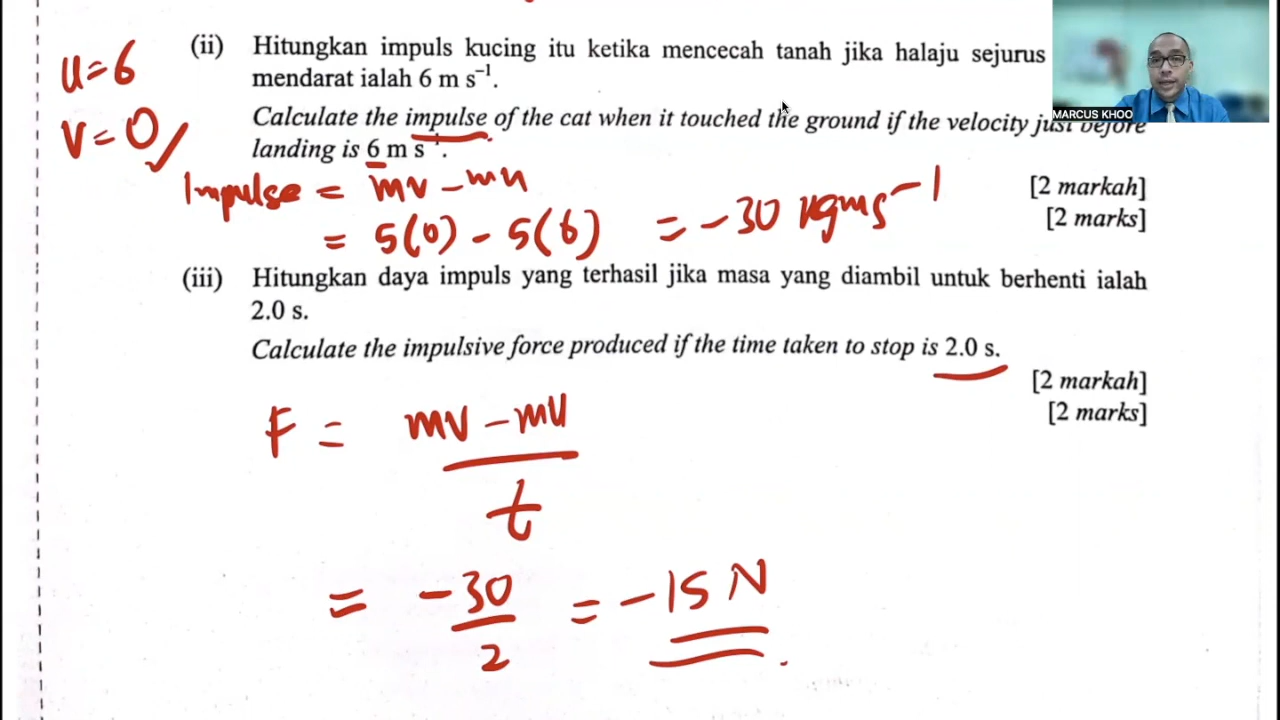 u=6
v=0/
(ii) Hitungkan impuls kucing itu ketika mencecah tanah jika halaju sejurus
mendarat ialah 6 m s⁻¹.
Calculate the impulse of the cat when it touched the ground if the velocity just before
landing is 6 m s⁻¹.
MARCUS KHOO
Impulse = mv - mu
= 5(0) - 5(6) = -30 kgms⁻¹
[2 markah]
[2 marks]
(iii) Hitungkan daya impuls yang terhasil jika masa yang diambil untuk berhenti ialah
2.0 s.
Calculate the impulsive force produced if the time taken to stop is 2.0 s.
[2 markah]
[2 marks]
F = mv - mu
t
= -30 = -15 N
2